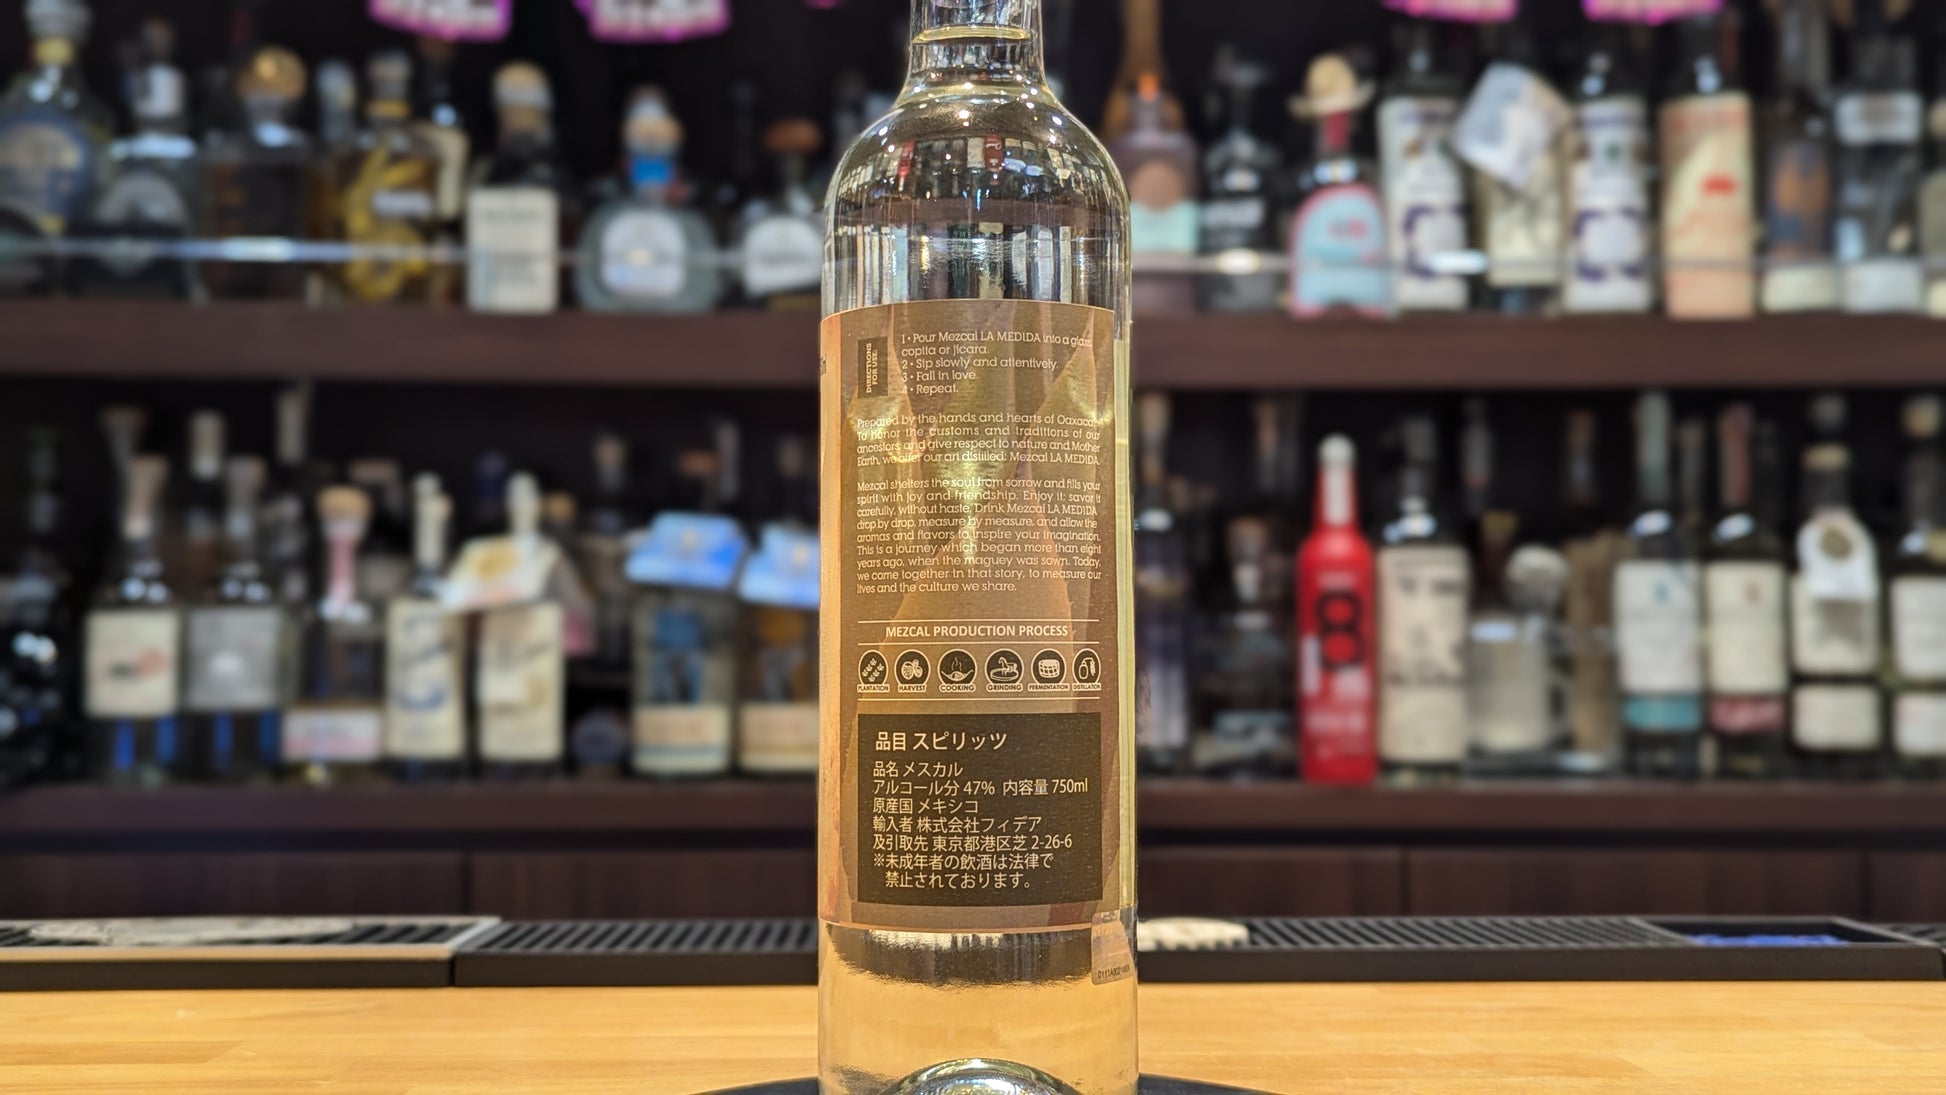 DIRECTIONS
FOR USE:
1 • Pour Mezcal LA MEDIDA into a glass,
copita or jicara.
2 • Sip slowly and attentively.
3 • Fall in love.
4 • Repeat.
Prepared by the hands and hearts of Oaxaca.
To honor the customs and traditions of our
ancestors, and give respect to nature and Mother
Earth, we offer our art distilled: Mezcal LA MEDIDA.
Mezcal shelters the soul from sorrow and fills your
spirit with joy and friendship. Enjoy it; savor it
carefully, without haste. Drink Mezcal LA MEDIDA
drop by drop, measure by measure, and allow the
aromas and flavors to inspire your imagination.
This is a journey which began more than eight
years ago, when the maguey was sown. Today,
we come together in that story, to measure our
lives and the culture we share.
MEZCAL PRODUCTION PROCESS
PLANTATION HARVEST COOKING GRINDING FERMENTATION DISTILLATION
品目 スピリッツ
品名 メスカル
アルコール分 47% 内容量 750ml
原産国 メキシコ
輸入者 株式会社フィデア
及引取先 東京都港区芝 2-26-6
※未成年者の飲酒は法律で
禁止されております。
8